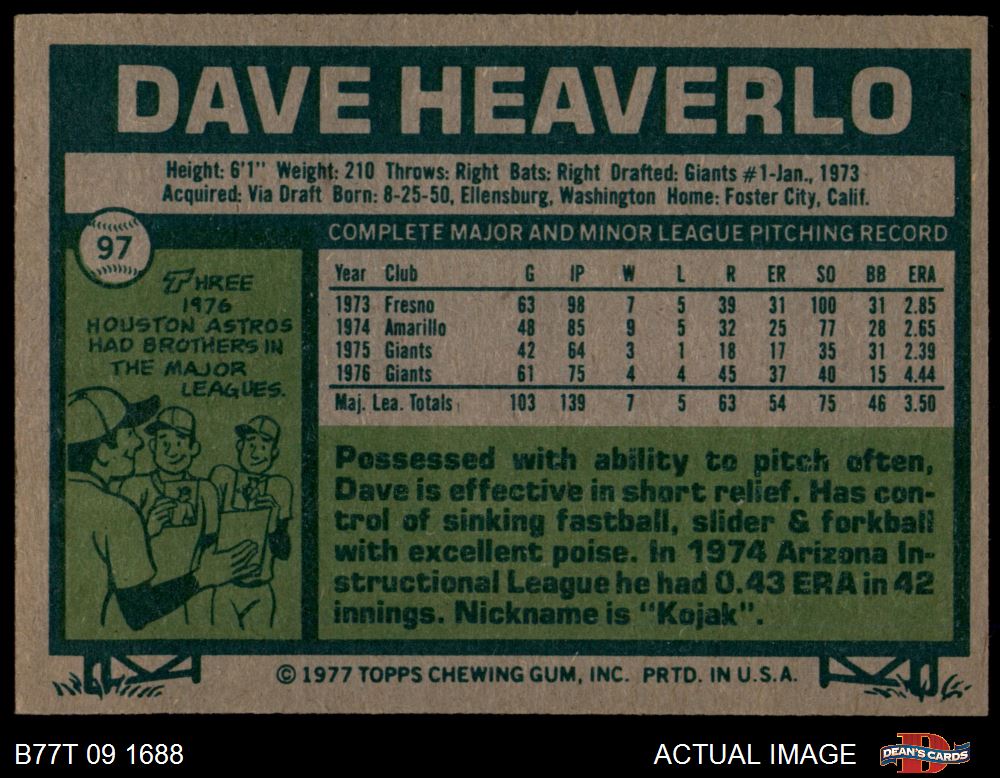 DAVE HEAVERLO
Height: 6'1" Weight: 210 Throws: Right Bats: Right Drafted: Giants #1-Jan., 1973
Acquired: Via Draft Born: 8-25-50, Ellensburg, Washington Home: Foster City, Calif.
97
THREE
1976
HOUSTON ASTROS
HAD BROTHERS IN
THE MAJOR
LEAGUES.
COMPLETE MAJOR AND MINOR LEAGUE PITCHING RECORD
Year Club G IP W L R ER SO BB ERA
1973 Fresno 63 98 7 5 39 31 100 31 2.85
1974 Amarillo 48 85 9 5 32 25 77 28 2.65
1975 Giants 42 64 3 1 18 17 35 31 2.39
1976 Giants 61 75 4 4 45 37 40 15 4.44
Maj. Lea. Totals 103 139 7 5 63 54 75 46 3.50
Possessed with ability to pitch often,
Dave is effective in short relief. Has con-
trol of sinking fastball, slider & forkball
with excellent poise. In 1974 Arizona In-
structional League he had 0.43 ERA in 42
innings. Nickname is "Kojak".
© 1977 TOPPS CHEWING GUM, INC. PRTD. IN U.S.A.
B77T 09 1688
ACTUAL IMAGE
DEAN'S CARDS